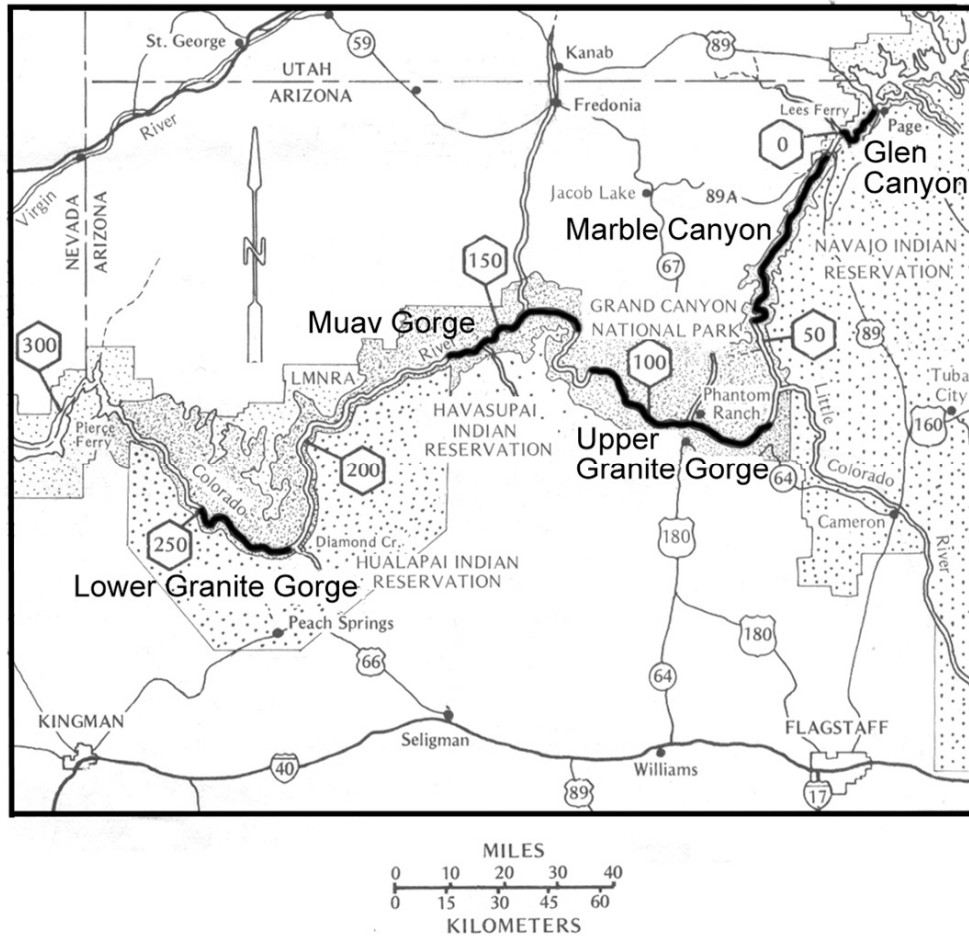 St. George
59
Kanab
89
UTAH
ARIZONA
Fredonia
Lees Ferry
Page
0
Glen
Canyon
River
Virgin
NEVADA
ARIZONA
N
Jacob Lake
89A
Marble Canyon
67
NAVAJO INDIAN
RESERVATION
150
GRAND CANYON
NATIONAL PARK
50
89
Muav Gorge
River
300
LMNRA
100
Phantom
Ranch
Little
Tuba
City
160
HAVASUPAI
INDIAN
RESERVATION
Pierce
Ferry
Upper
Granite Gorge
200
64
Colorado
Colorado
Cameron
River
250
Diamond Cr.
180
HUALAPAI INDIAN
RESERVATION
Lower Granite Gorge
Peach Springs
66
180
64
KINGMAN
Seligman
FLAGSTAFF
40
Williams
89
17
MILES
0 10 20 30 40
0 15 30 45 60
KILOMETERS